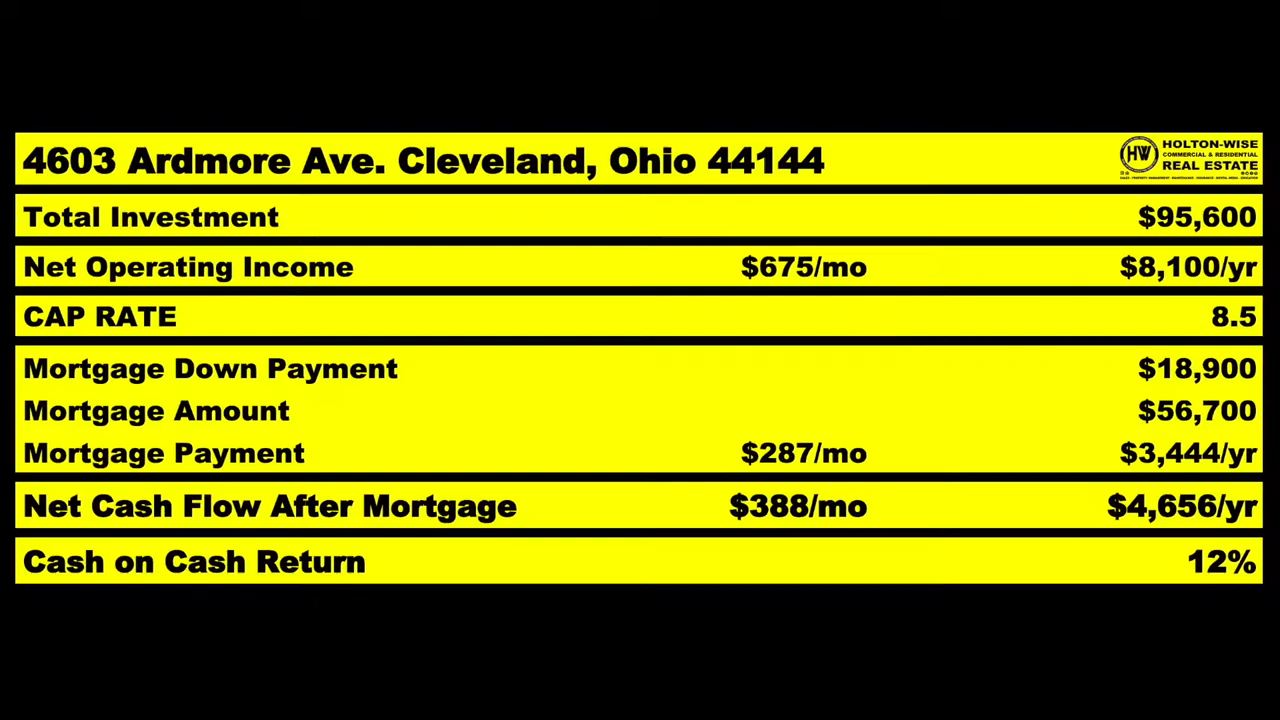 4603 Ardmore Ave. Cleveland, Ohio 44144
HW
HOLTON-WISE
COMMERCIAL & RESIDENTIAL
REAL ESTATE
Total Investment $95,600
Net Operating Income $675/mo $8,100/yr
CAP RATE 8.5
Mortgage Down Payment $18,900
Mortgage Amount $56,700
Mortgage Payment $287/mo $3,444/yr
Net Cash Flow After Mortgage $388/mo $4,656/yr
Cash on Cash Return 12%